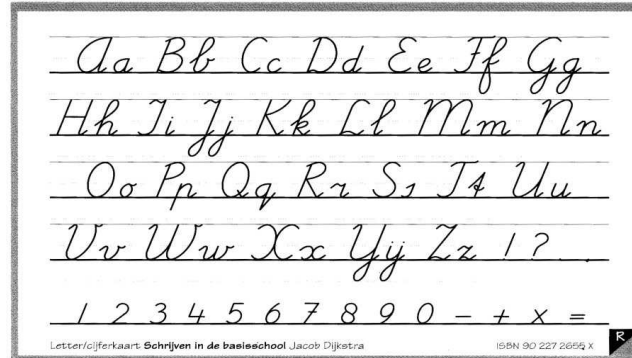 Aa Bb Cc Dd Ee Ff Gg
Hh Ii Jj Kk Ll Mm Nn
Oo Pp Qq Rr Ss Tt Uu
Vv Ww Xx Yij Zz ! ? .
1 2 3 4 5 6 7 8 9 0 - + x =
Letter/cijferkaart Schrijven in de basisschool Jacob Dijkstra ISBN 90 227 2655 X R